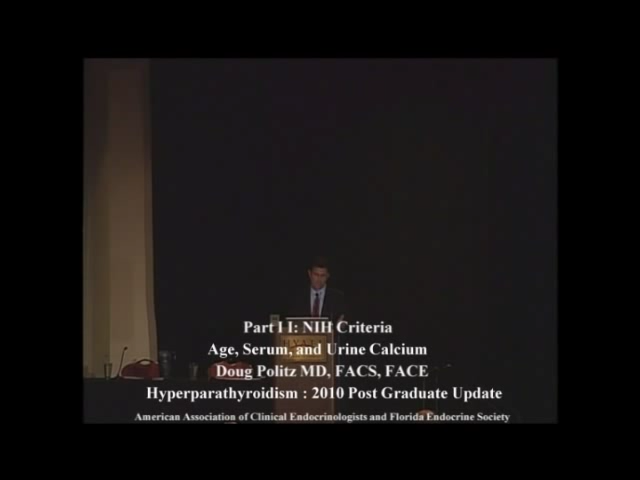 HYATT
Part I I: NIH Criteria
Age, Serum, and Urine Calcium
Doug Politz MD, FACS, FACE
Hyperparathyroidism : 2010 Post Graduate Update
American Association of Clinical Endocrinologists and Florida Endocrine Society